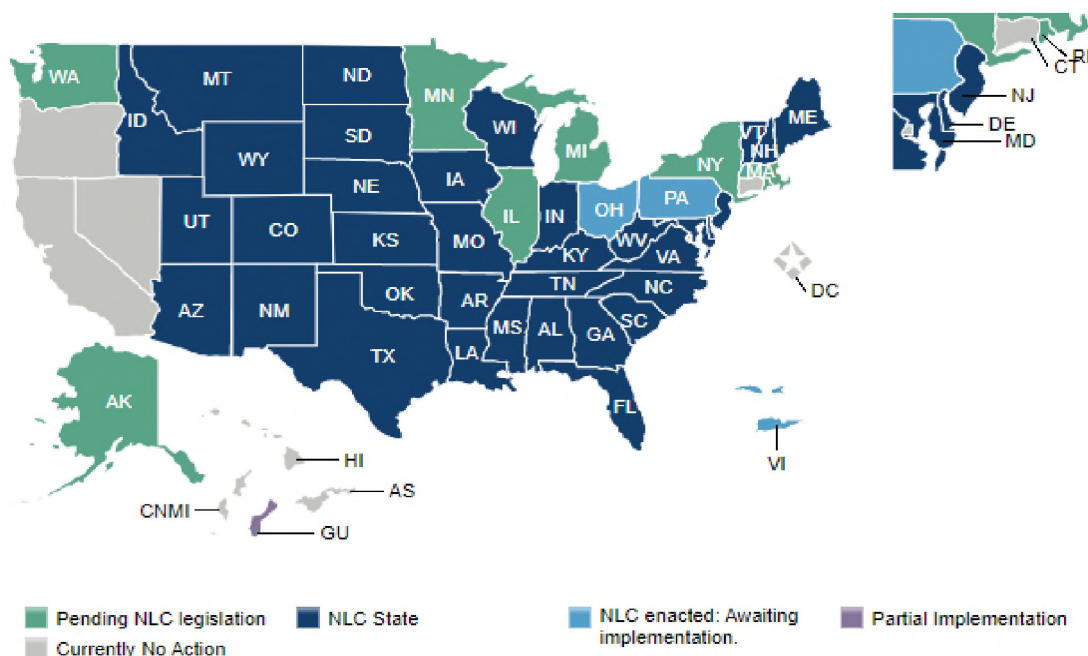 WA
MT
ND
MN
ID
SD
WI
WY
MI
NY
VT
NH
ME
MA
NE
IA
PA
IL
IN
OH
UT
CO
KS
MO
WV
VA
KY
AZ
NM
OK
AR
TN
NC
SC
MS
AL
GA
TX
LA
FL
AK
HI
AS
CNMI
GU
RI
CT
NJ
DE
MD
DC
VI
Pending NLC legislation
NLC State
NLC enacted: Awaiting
implementation.
Partial Implementation
Currently No Action